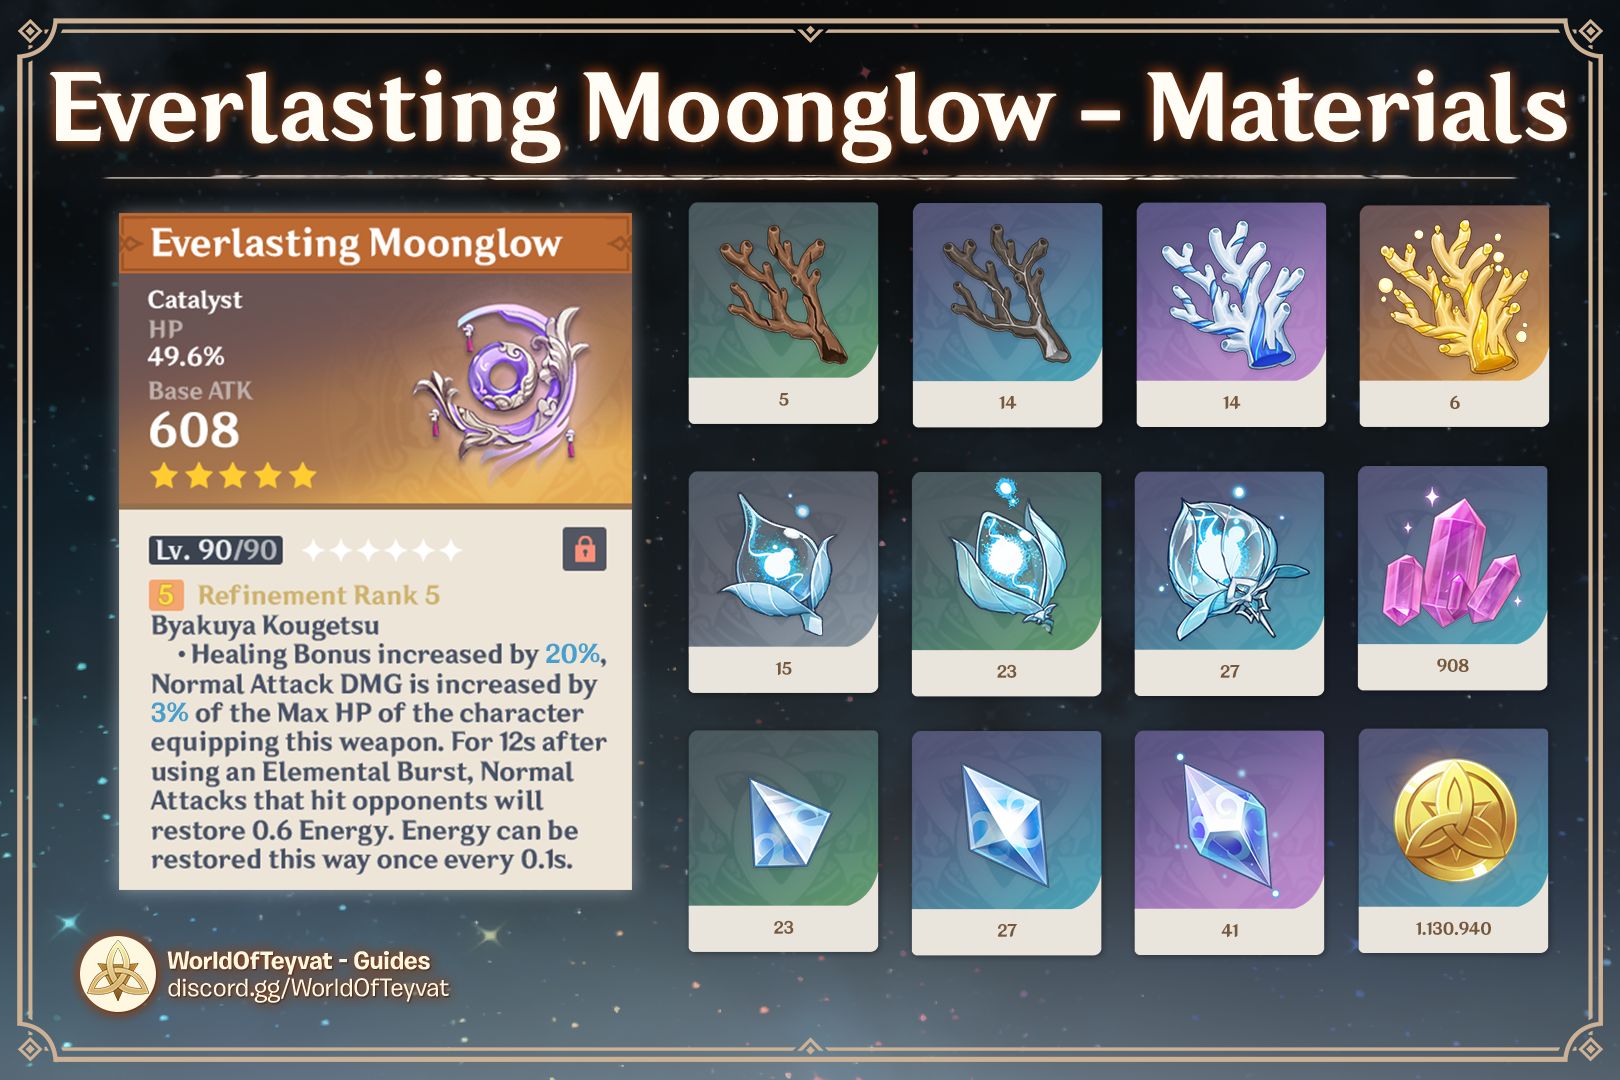 Everlasting Moonglow – Materials
Everlasting Moonglow
Catalyst
HP
49.6%
Base ATK
608
Lv. 90/90
5 Refinement Rank 5
Byakuya Kougetsu
• Healing Bonus increased by 20%,
Normal Attack DMG is increased by
3% of the Max HP of the character
equipping this weapon. For 12s after
using an Elemental Burst, Normal
Attacks that hit opponents will
restore 0.6 Energy. Energy can be
restored this way once every 0.1s.
5
14
14
6
15
23
27
908
23
27
41
1.130.940
WorldOfTeyvat - Guides
discord.gg/WorldOfTeyvat